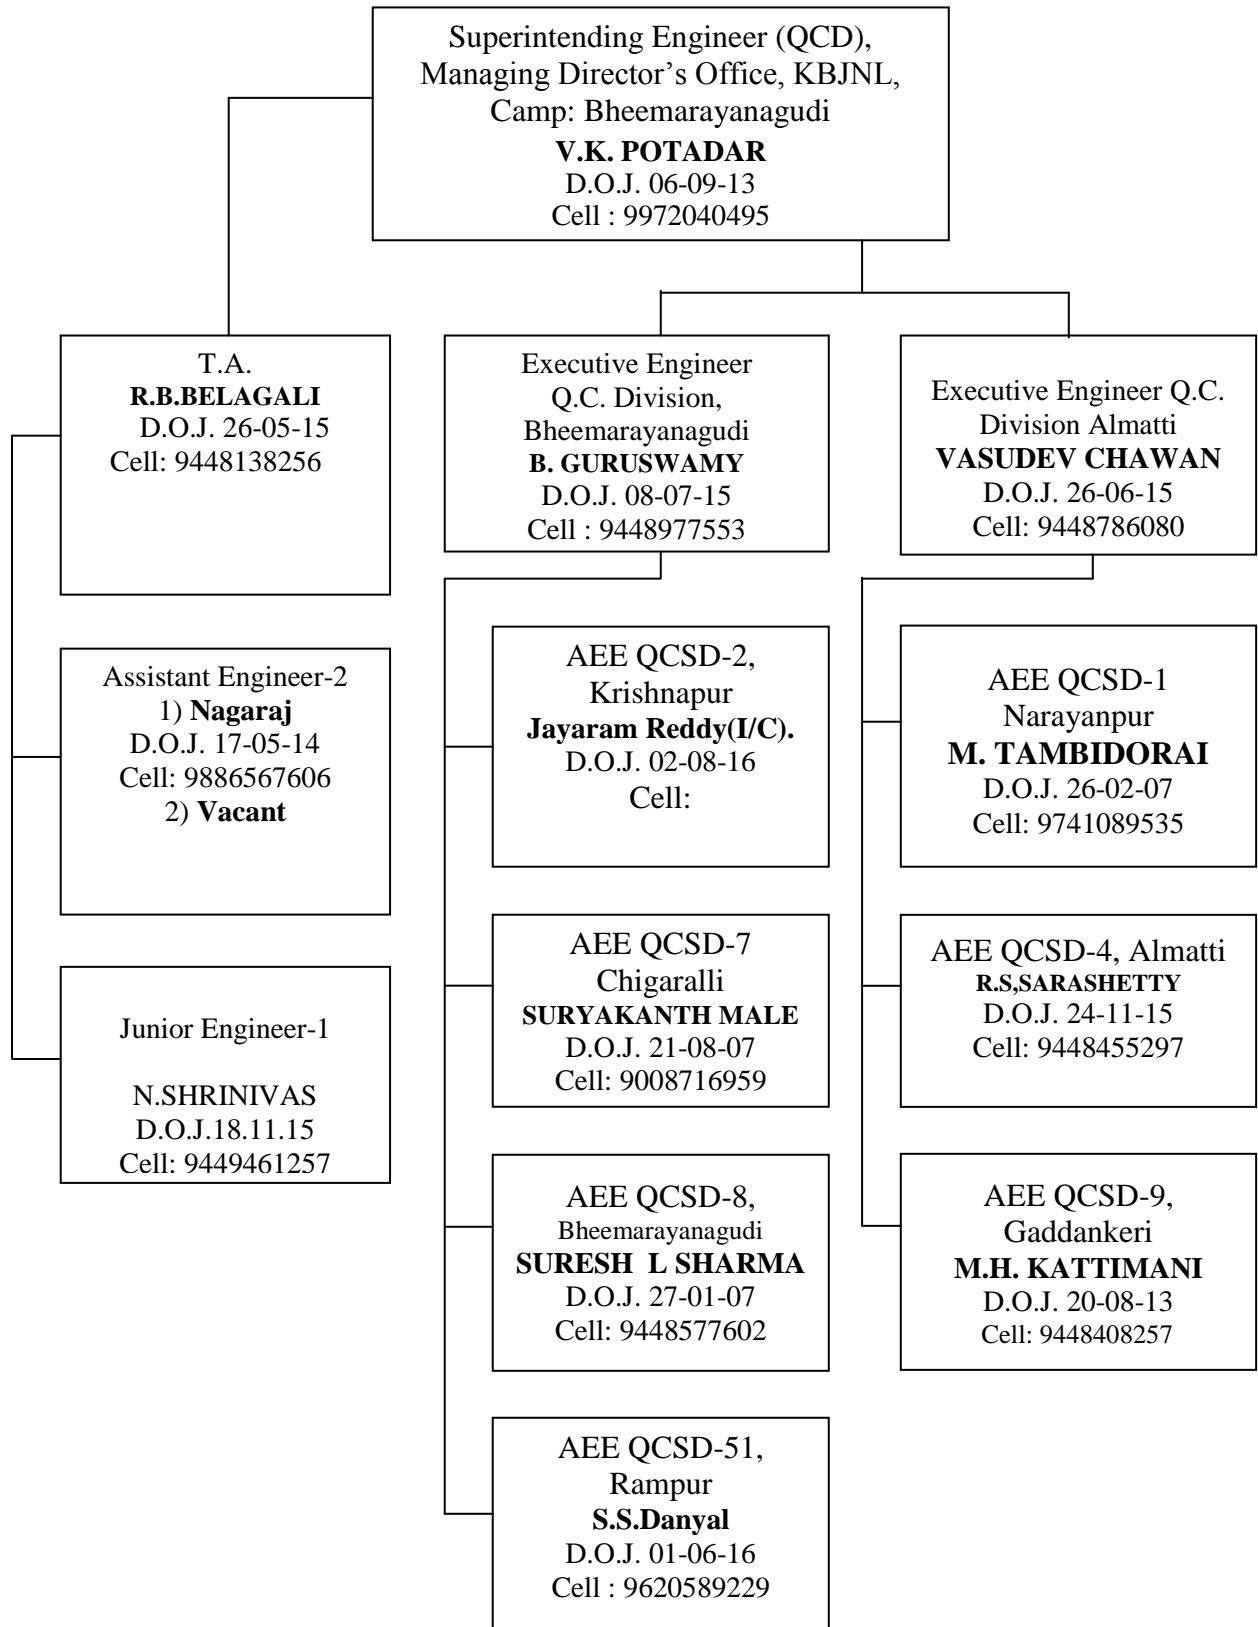 Superintending Engineer (QCD),
Managing Director’s Office, KBJNL,
Camp: Bheemarayanagudi
V.K. POTADAR
D.O.J. 06-09-13
Cell : 9972040495
T.A.
R.B.BELAGALI
D.O.J. 26-05-15
Cell: 9448138256
Assistant Engineer-2
1) Nagaraj
D.O.J. 17-05-14
Cell: 9886567606
2) Vacant
Junior Engineer-1
N.SHRINIVAS
D.O.J.18.11.15
Cell: 9449461257
Executive Engineer
Q.C. Division,
Bheemarayanagudi
B. GURUSWAMY
D.O.J. 08-07-15
Cell : 9448977553
AEE QCSD-2,
Krishnapur
Jayaram Reddy(I/C).
D.O.J. 02-08-16
Cell:
AEE QCSD-7
Chigaralli
SURYAKANTH MALE
D.O.J. 21-08-07
Cell: 9008716959
AEE QCSD-8,
Bheemarayanagudi
SURESH  L SHARMA
D.O.J. 27-01-07
Cell: 9448577602
AEE QCSD-51,
Rampur
S.S.Danyal
D.O.J. 01-06-16
Cell : 9620589229
Executive Engineer Q.C.
Division Almatti
VASUDEV CHAWAN
D.O.J. 26-06-15
Cell: 9448786080
AEE QCSD-1
Narayanpur
M. TAMBIDORAI
D.O.J. 26-02-07
Cell: 9741089535
AEE QCSD-4, Almatti
R.S,SARASHETTY
D.O.J. 24-11-15
Cell: 9448455297
AEE QCSD-9,
Gaddankeri
M.H. KATTIMANI
D.O.J. 20-08-13
Cell: 9448408257